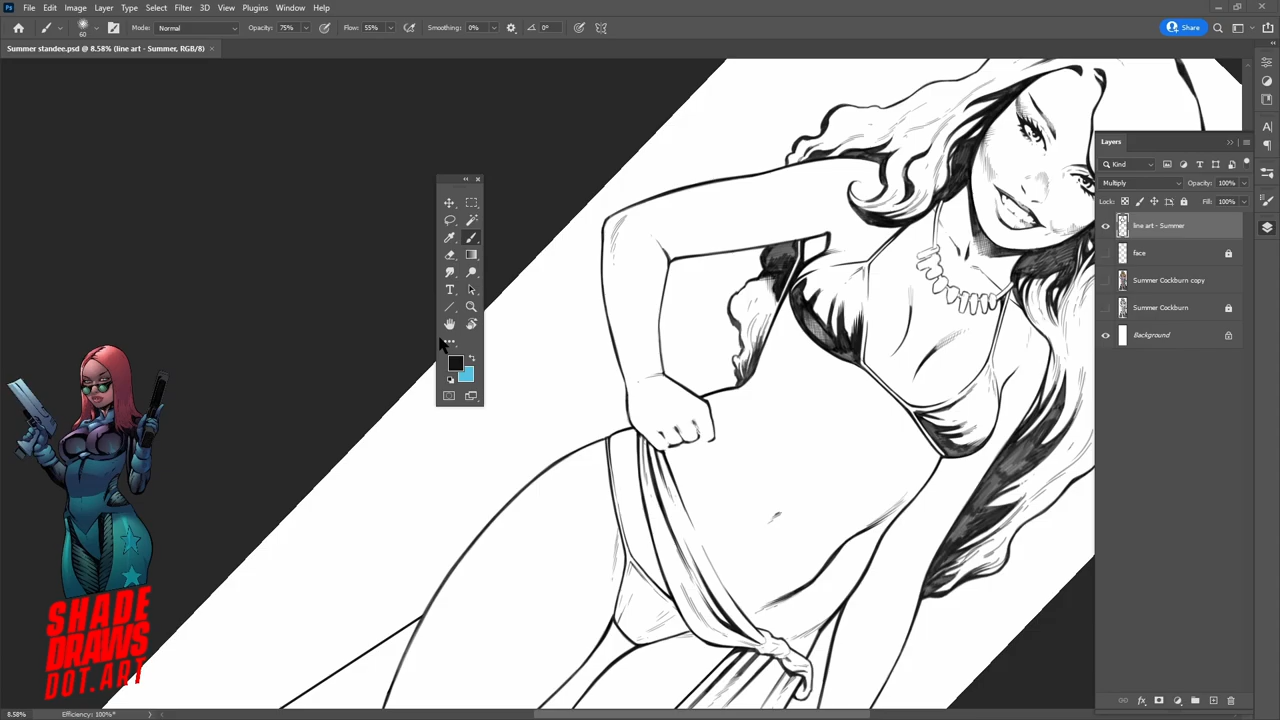 Ps File Edit Image Layer Type Select Filter 3D View Plugins Window Help
60 Mode: Normal Opacity: 75% Flow: 55% Smoothing: 0% 0° Share
Summer standee.psd @ 8.58% (line art - Summer, RGB/8) ×
Layers
Kind
Multiply Opacity: 100%
Lock: Fill: 100%
line art - Summer
face
Summer Cockburn copy
Summer Cockburn
Background
SHADE
DRAWS
DOT.ART
8.58% Efficiency: 100%*